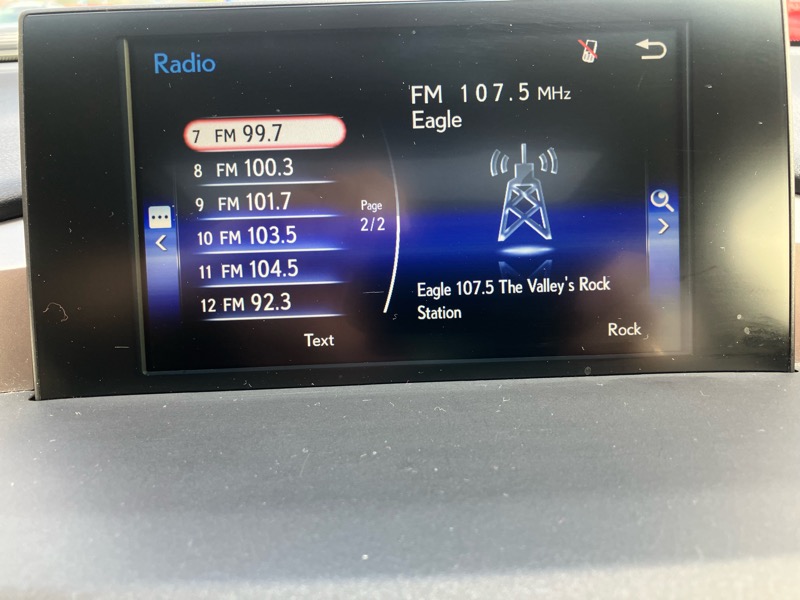 Radio
FM 107.5 MHz
Eagle
7 FM 99.7
8 FM 100.3
9 FM 101.7
10 FM 103.5
11 FM 104.5
12 FM 92.3
Page
2/2
Eagle 107.5 The Valley's Rock
Station
Text
Rock